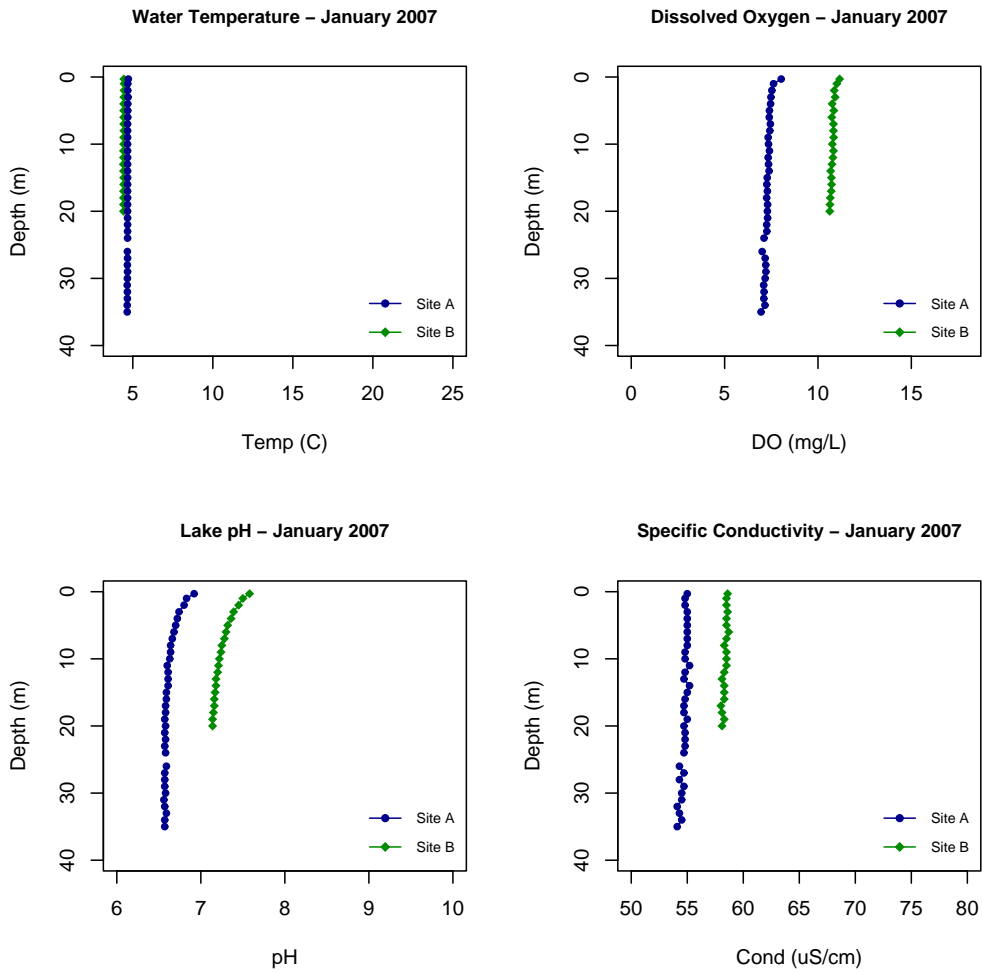 Water Temperature – January 2007
Depth (m)
0
10
20
30
40
Site A
Site B
5 10 15 20 25
Temp (C)
Dissolved Oxygen – January 2007
Depth (m)
0
10
20
30
40
Site A
Site B
0 5 10 15
DO (mg/L)
Lake pH – January 2007
Depth (m)
0
10
20
30
40
Site A
Site B
6 7 8 9 10
pH
Specific Conductivity – January 2007
Depth (m)
0
10
20
30
40
Site A
Site B
50 55 60 65 70 75 80
Cond (uS/cm)